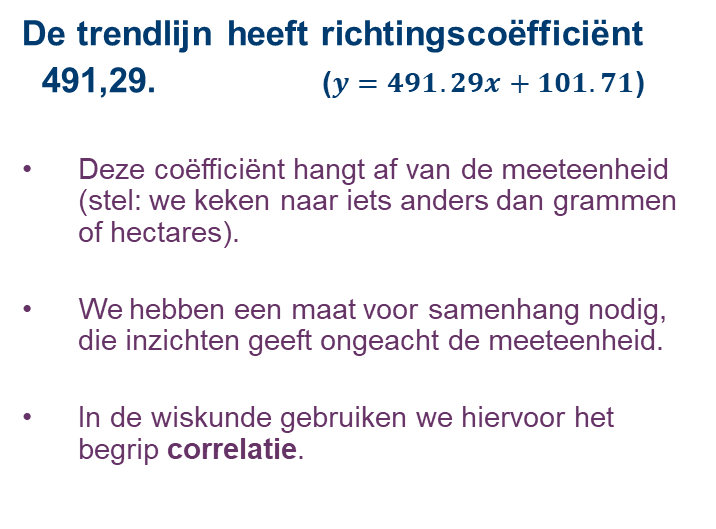 De trendlijn heeft richtingscoëfficiënt
491,29. (y = 491.29x + 101.71)
• Deze coëfficiënt hangt af van de meeteenheid
(stel: we keken naar iets anders dan grammen
of hectares).
• We hebben een maat voor samenhang nodig,
die inzichten geeft ongeacht de meeteenheid.
• In de wiskunde gebruiken we hiervoor het
begrip correlatie.